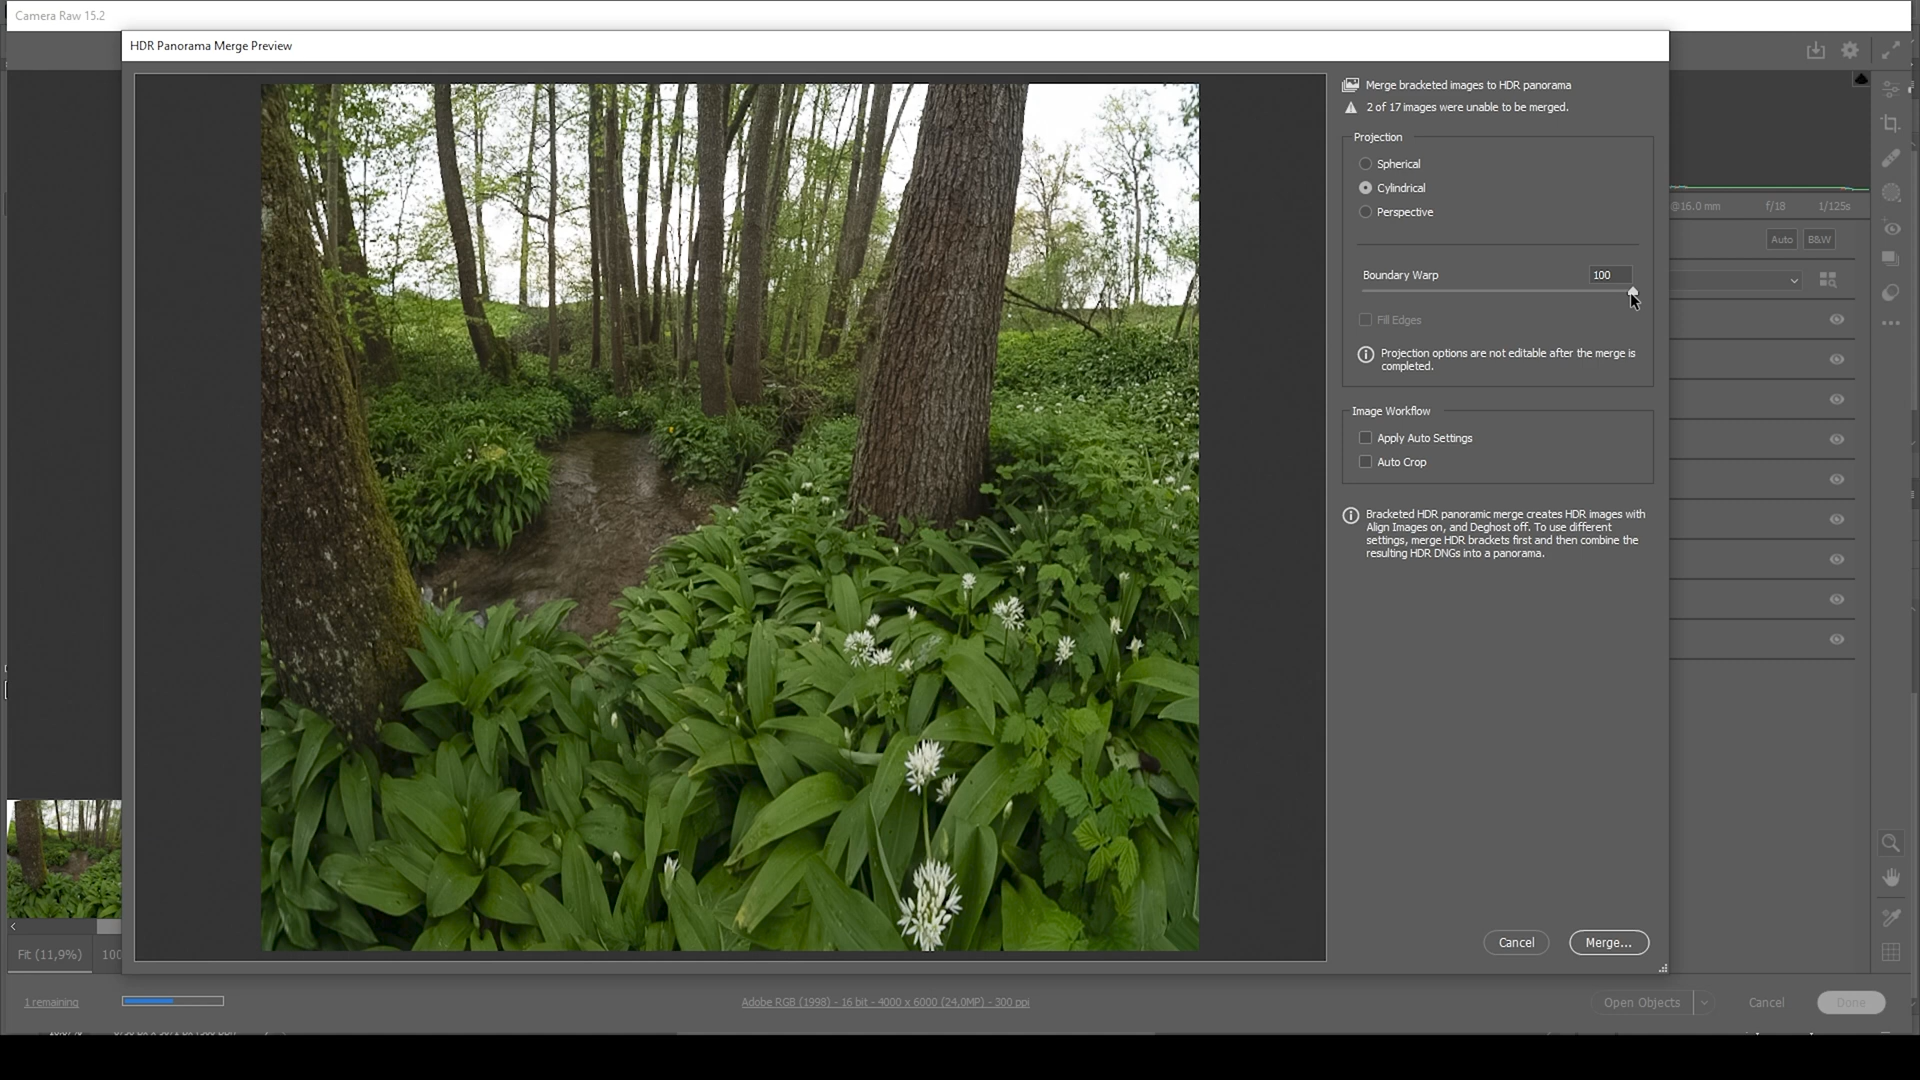 Camera Raw 15.2
HDR Panorama Merge Preview
Merge bracketed images to HDR panorama
2 of 17 images were unable to be merged.
Projection
Spherical
Cylindrical
Perspective
Boundary Warp 100
Fill Edges
Projection options are not editable after the merge is
completed.
Image Workflow
Apply Auto Settings
Auto Crop
Bracketed HDR panoramic merge creates HDR images with
Align Images on, and Deghost off. To use different
settings, merge HDR brackets first and then combine the
resulting HDR DNGs into a panorama.
Cancel Merge...
@16.0 mm f/18 1/125s
Auto B&W
Fit (11,9%) 100
1 remaining
Adobe RGB (1998) - 16 bit - 4000 x 6000 (24,0MP) - 300 ppi
Open Objects Cancel Done